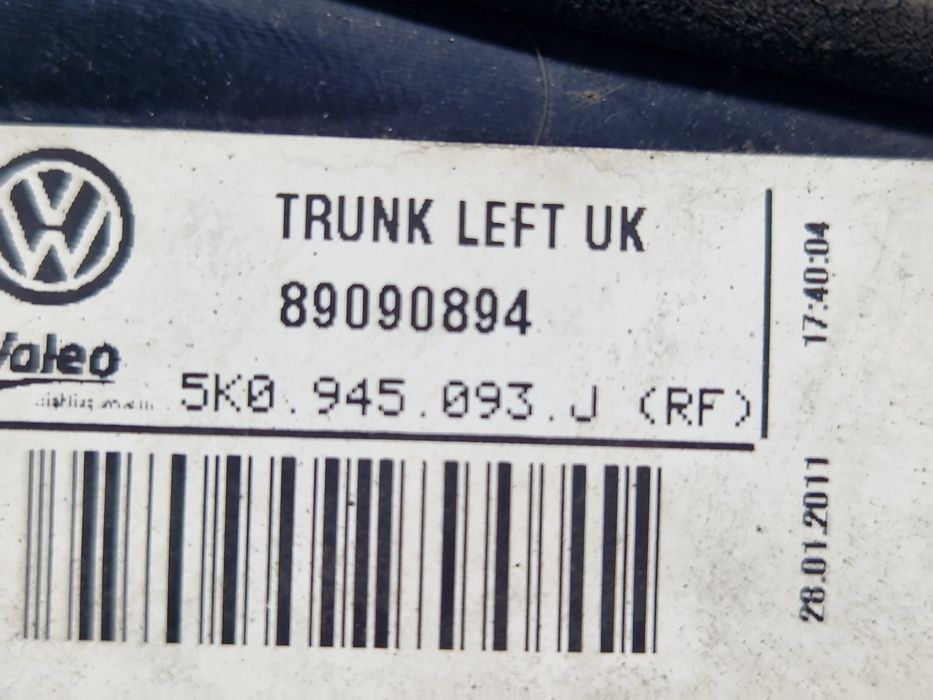 TRUNK LEFT UK
89090894
Valeo
5K0.945.093.J (RF)
17:40:04
28.01.2011